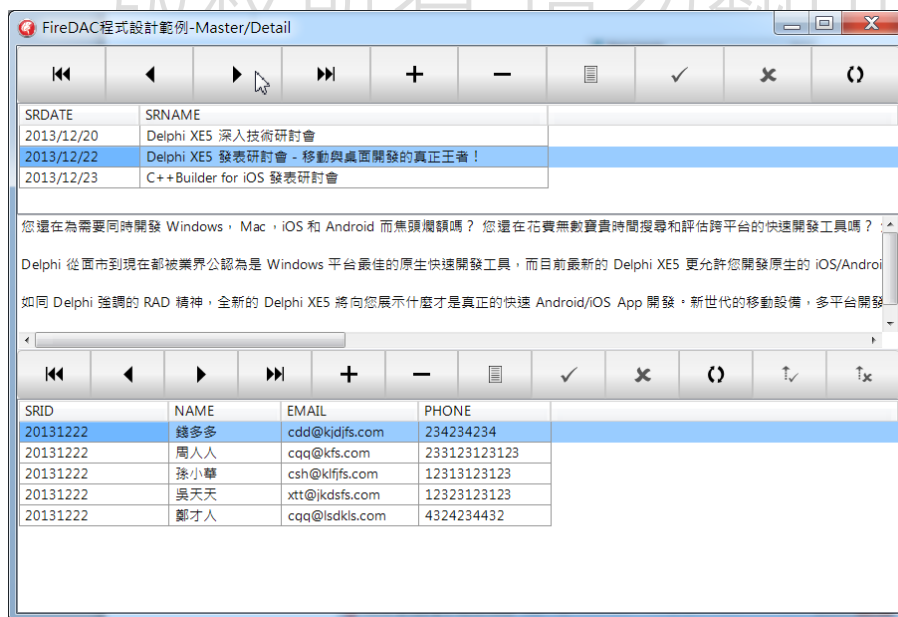 FireDAC程式設計範例-Master/Detail
SRDATE SRNAME
2013/12/20 Delphi XE5 深入技術研討會
2013/12/22 Delphi XE5 發表研討會 - 移動與桌面開發的真正王者！
2013/12/23 C++Builder for iOS 發表研討會
您還在為需要同時開發 Windows，Mac，iOS 和 Android 而焦頭爛額嗎？ 您還在花費無數寶貴時間搜尋和評估跨平台的快速開發工具嗎？
Delphi 從面市到現在都被業界公認為是 Windows 平台最佳的原生快速開發工具，而目前最新的 Delphi XE5 更允許您開發原生的 iOS/Androi
如同 Delphi 強調的 RAD 精神，全新的 Delphi XE5 將向您展示什麼才是真正的快速 Android/iOS App 開發。新世代的移動設備，多平台開發
SRID NAME EMAIL PHONE
20131222 錢多多 cdd@kjdjfs.com 234234234
20131222 周人人 cqq@kfs.com 233123123123
20131222 孫小華 csh@klfjfs.com 12313123123
20131222 吳天天 xtt@jkdsfs.com 12323123123
20131222 鄭才人 cqq@lsdkls.com 4324234432